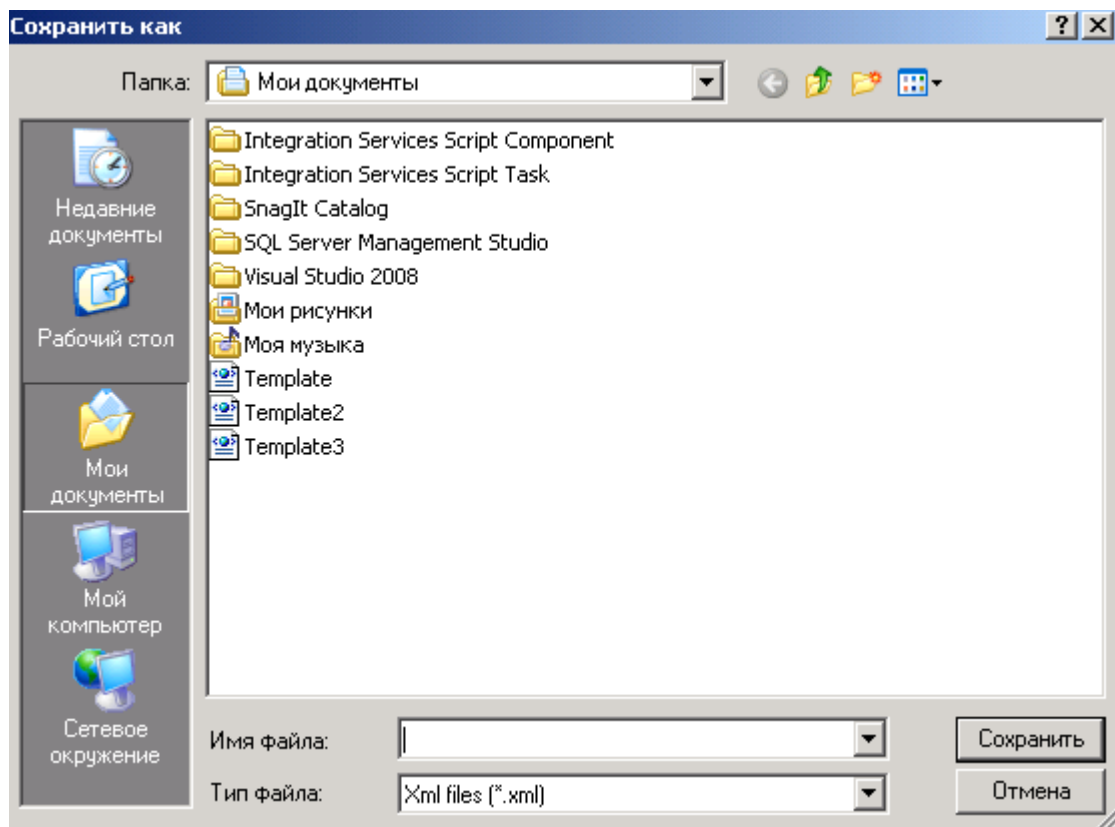 Сохранить как
Папка:
Мои документы
Integration Services Script Component
Integration Services Script Task
SnagIt Catalog
SQL Server Management Studio
Visual Studio 2008
Мои рисунки
Моя музыка
Template
Template2
Template3
Недавние
документы
Рабочий стол
Мои
документы
Мой
компьютер
Сетевое
окружение
Имя файла:
Сохранить
Тип файла:
Xml files (*.xml)
Отмена